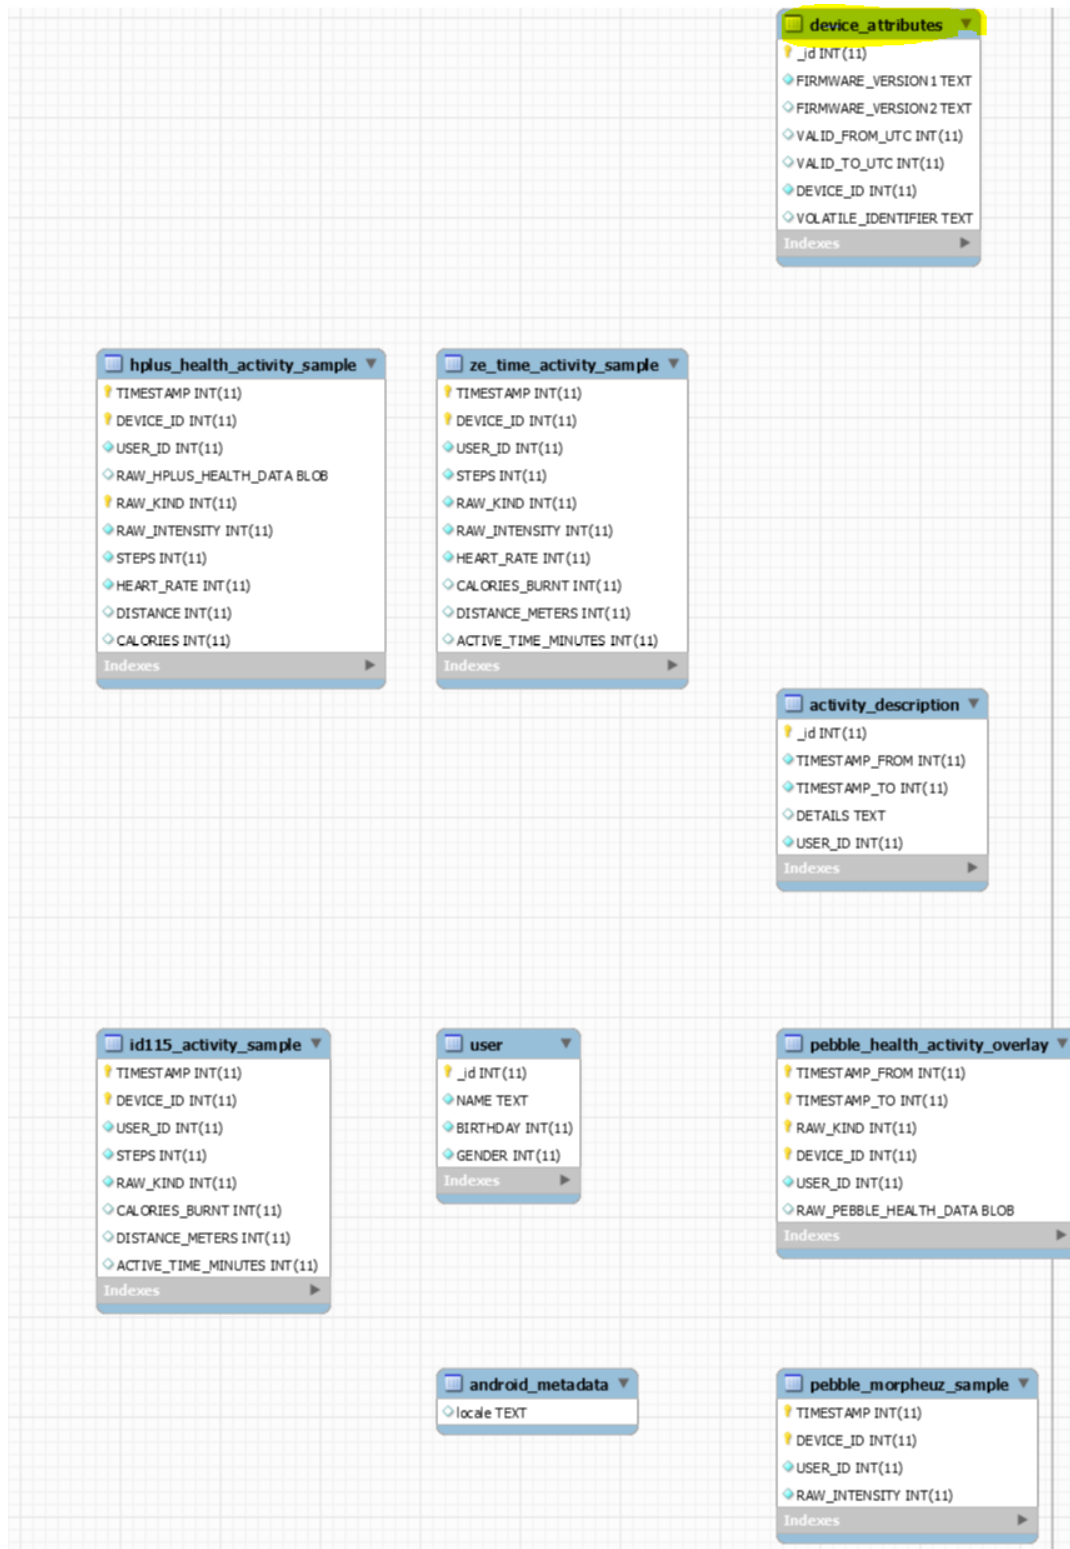 device_attributes
_id INT(11)
FIRMWARE_VERSION1 TEXT
FIRMWARE_VERSION2 TEXT
VALID_FROM_UTC INT(11)
VALID_TO_UTC INT(11)
DEVICE_ID INT(11)
VOLATILE_IDENTIFIER TEXT
Indexes
hplus_health_activity_sample
TIMESTAMP INT(11)
DEVICE_ID INT(11)
USER_ID INT(11)
RAW_HPLUS_HEALTH_DATA BLOB
RAW_KIND INT(11)
RAW_INTENSITY INT(11)
STEPS INT(11)
HEART_RATE INT(11)
DISTANCE INT(11)
CALORIES INT(11)
Indexes
ze_time_activity_sample
TIMESTAMP INT(11)
DEVICE_ID INT(11)
USER_ID INT(11)
STEPS INT(11)
RAW_KIND INT(11)
RAW_INTENSITY INT(11)
HEART_RATE INT(11)
CALORIES_BURNT INT(11)
DISTANCE_METERS INT(11)
ACTIVE_TIME_MINUTES INT(11)
Indexes
activity_description
_id INT(11)
TIMESTAMP_FROM INT(11)
TIMESTAMP_TO INT(11)
DETAILS TEXT
USER_ID INT(11)
Indexes
id115_activity_sample
TIMESTAMP INT(11)
DEVICE_ID INT(11)
USER_ID INT(11)
STEPS INT(11)
RAW_KIND INT(11)
CALORIES_BURNT INT(11)
DISTANCE_METERS INT(11)
ACTIVE_TIME_MINUTES INT(11)
Indexes
user
_id INT(11)
NAME TEXT
BIRTHDAY INT(11)
GENDER INT(11)
Indexes
pebble_health_activity_overlay
TIMESTAMP_FROM INT(11)
TIMESTAMP_TO INT(11)
RAW_KIND INT(11)
DEVICE_ID INT(11)
USER_ID INT(11)
RAW_PEBBLE_HEALTH_DATA BLOB
Indexes
android_metadata
locale TEXT
pebble_morpheuz_sample
TIMESTAMP INT(11)
DEVICE_ID INT(11)
USER_ID INT(11)
RAW_INTENSITY INT(11)
Indexes